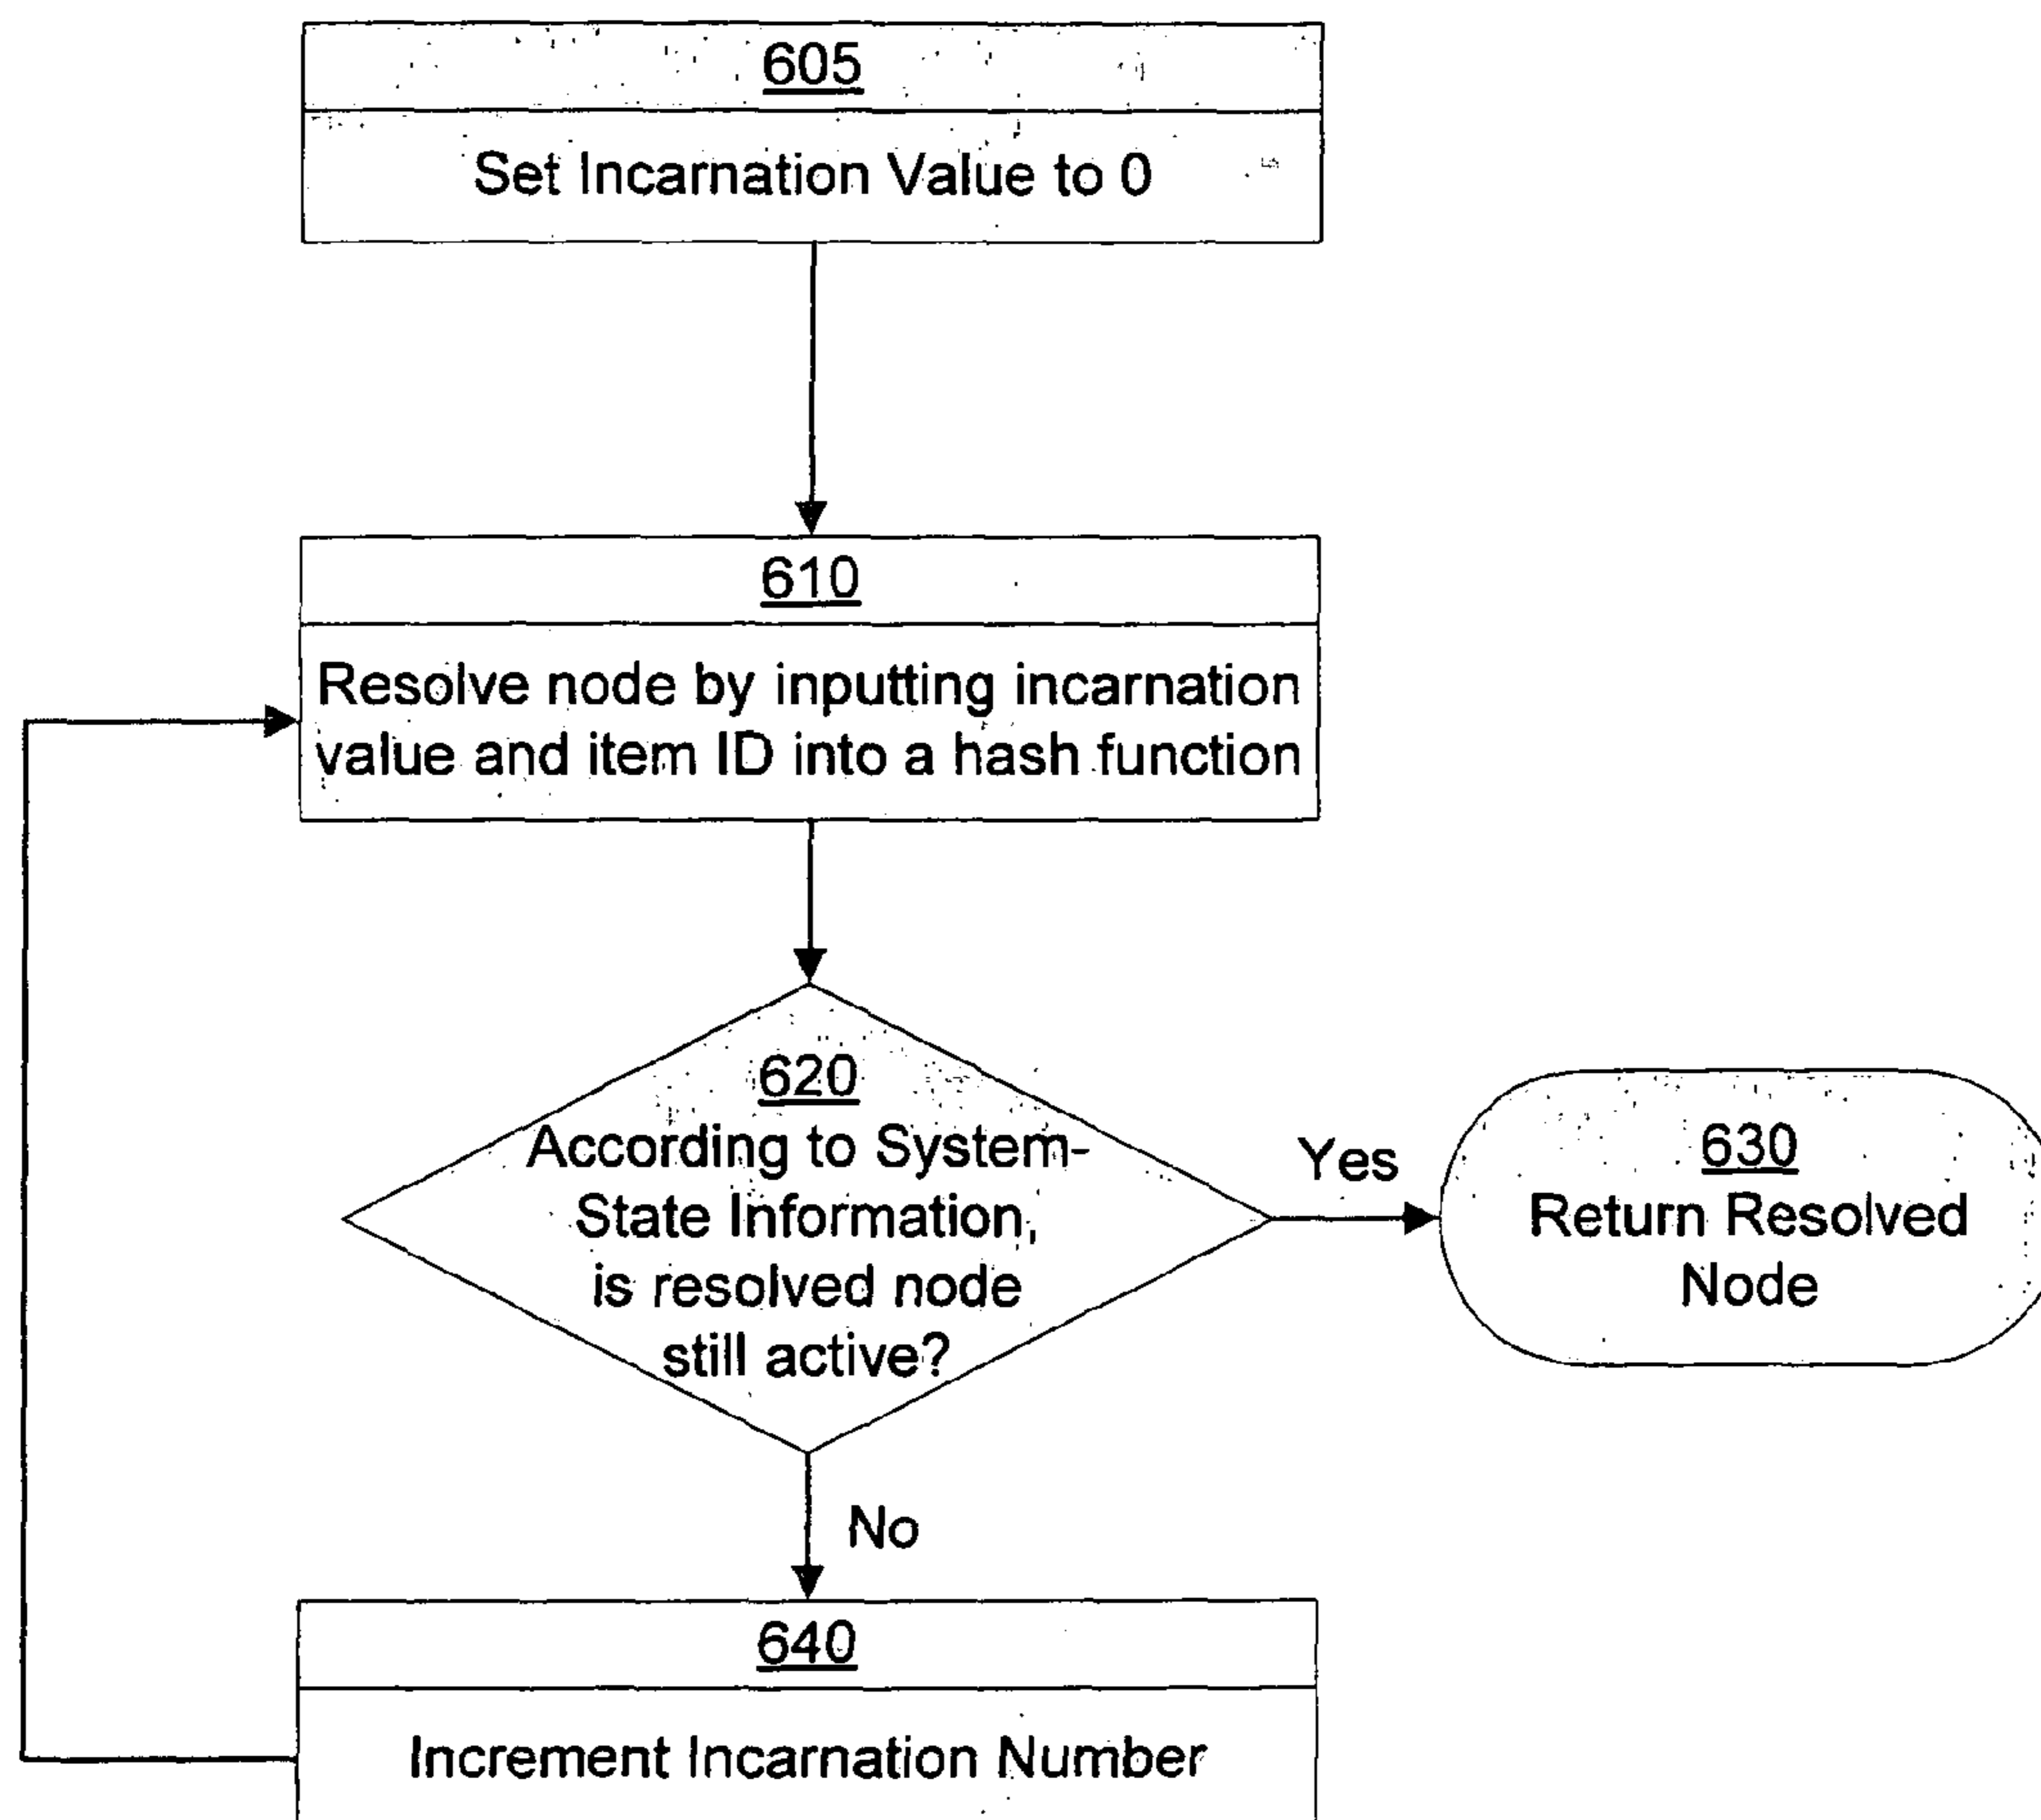 605
Set Incarnation Value to 0
610
Resolve node by inputting incarnation
value and item ID into a hash function
620
According to System-
State Information,
is resolved node
still active?
Yes
630
Return Resolved
Node
No
640
Increment Incarnation Number